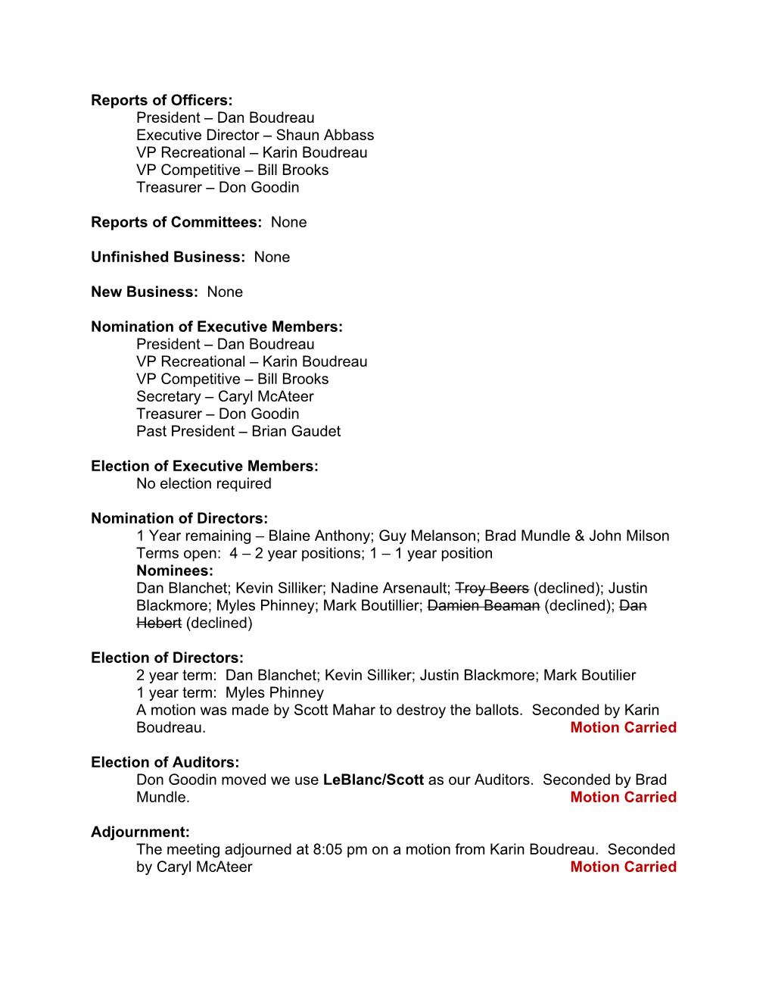 Reports of Officers:
President – Dan Boudreau
Executive Director – Shaun Abbass
VP Recreational – Karin Boudreau
VP Competitive – Bill Brooks
Treasurer – Don Goodin
Reports of Committees:  None
Unfinished Business:  None
New Business:  None
Nomination of Executive Members:
President – Dan Boudreau
VP Recreational – Karin Boudreau
VP Competitive – Bill Brooks
Secretary – Caryl McAteer
Treasurer – Don Goodin
Past President – Brian Gaudet
Election of Executive Members:
No election required
Nomination of Directors:
1 Year remaining – Blaine Anthony; Guy Melanson; Brad Mundle & John Milson
Terms open:  4 – 2 year positions; 1 – 1 year position
Nominees:
Dan Blanchet; Kevin Silliker; Nadine Arsenault; Troy Beers (declined); Justin
Blackmore; Myles Phinney; Mark Boutillier; Damien Beaman (declined); Dan
Hebert (declined)
Election of Directors:
2 year term:  Dan Blanchet; Kevin Silliker; Justin Blackmore; Mark Boutilier
1 year term:  Myles Phinney
A motion was made by Scott Mahar to destroy the ballots.  Seconded by Karin
Boudreau. Motion Carried
Election of Auditors:
Don Goodin moved we use LeBlanc/Scott as our Auditors.  Seconded by Brad
Mundle. Motion Carried
Adjournment:
The meeting adjourned at 8:05 pm on a motion from Karin Boudreau.  Seconded
by Caryl McAteer Motion Carried